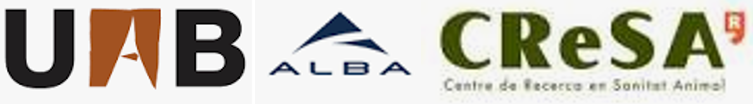 UAB
ALBA
CReSA
R
Centre de Recerca en Sanitat Animal